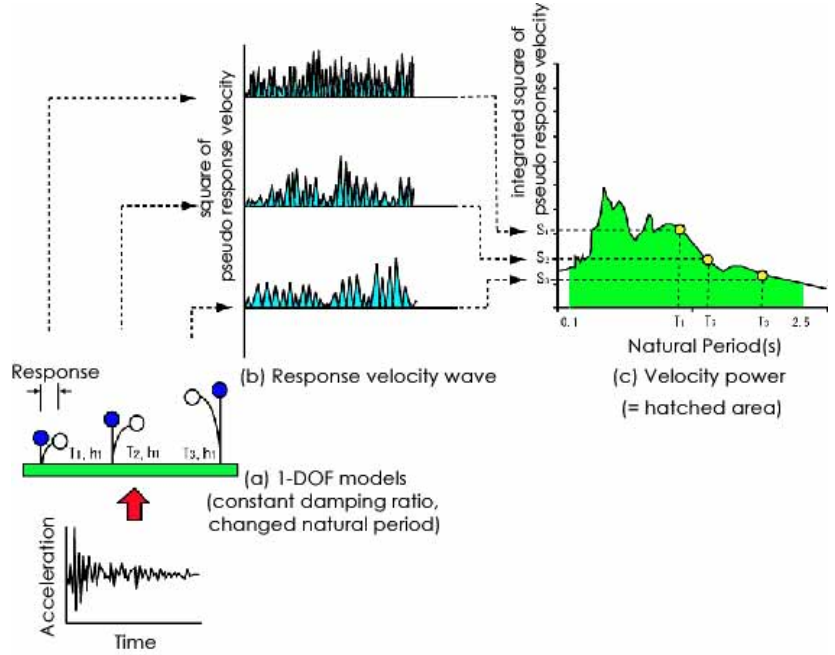 square of
pseudo response velocity
integrated square of
pseudo response velocity
S₁
S₂
S₃
0.1
T₁
T₂
T₃
2.5
Natural Period(s)
(b) Response velocity wave
(c) Velocity power
(= hatched area)
Response
T₁, h₁
T₂, h₁
T₃, h₁
(a) 1-DOF models
(constant damping ratio,
changed natural period)
Acceleration
Time